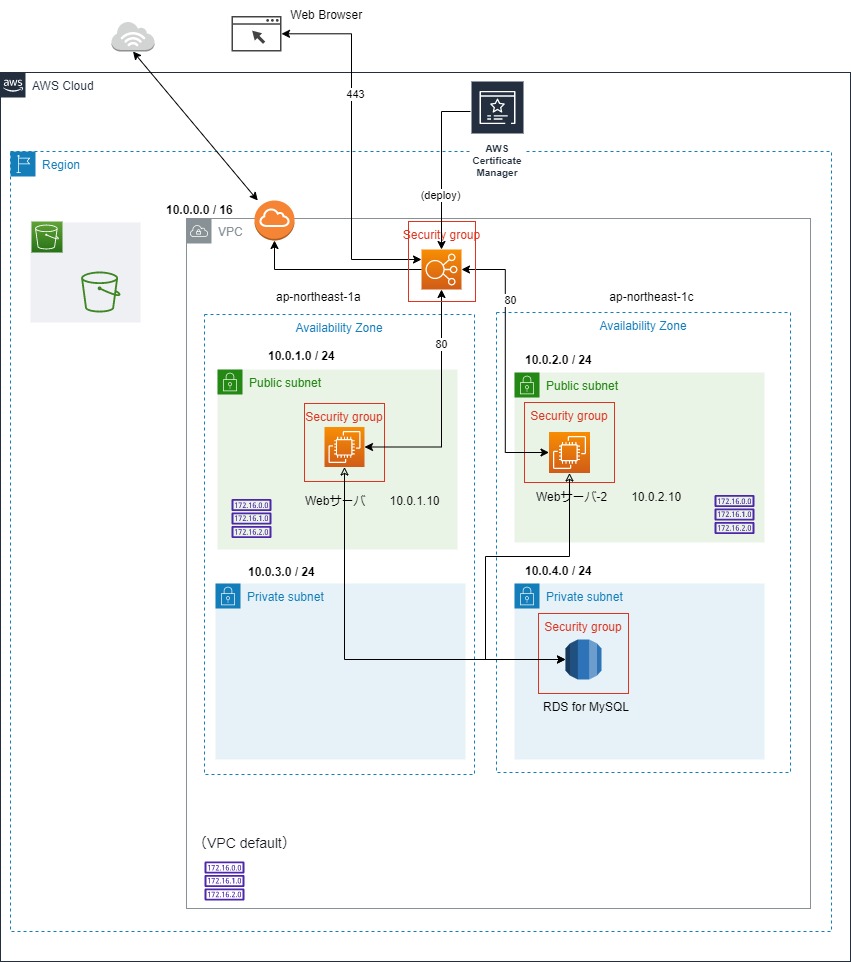 Web Browser
aws
AWS Cloud
443
AWS
Certificate
Manager
Region
(deploy)
10.0.0.0 / 16
VPC
Security group
ap-northeast-1a
ap-northeast-1c
80
Availability Zone
Availability Zone
80
10.0.1.0 / 24
10.0.2.0 / 24
Public subnet
Public subnet
Security group
Security group
Webサーバ
10.0.1.10
Webサーバ-2
10.0.2.10
172.16.0.0
172.16.1.0
172.16.2.0
172.16.0.0
172.16.1.0
172.16.2.0
10.0.3.0 / 24
10.0.4.0 / 24
Private subnet
Private subnet
Security group
RDS for MySQL
（VPC default）
172.16.0.0
172.16.1.0
172.16.2.0